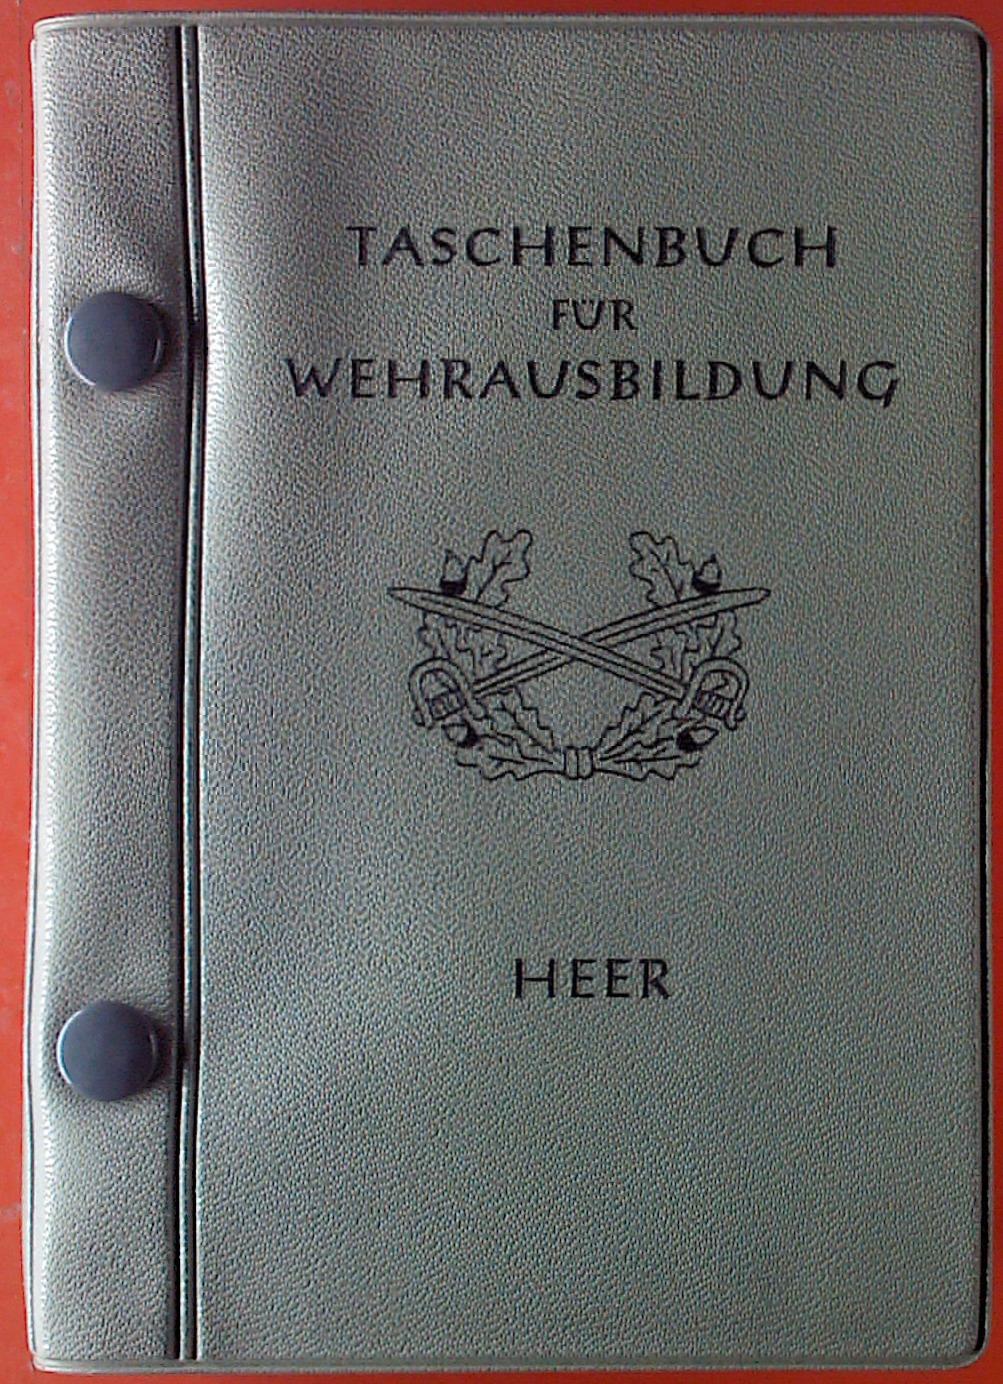 TASCHENBUCH
FÜR
WEHRAUSBILDUNG
HEER